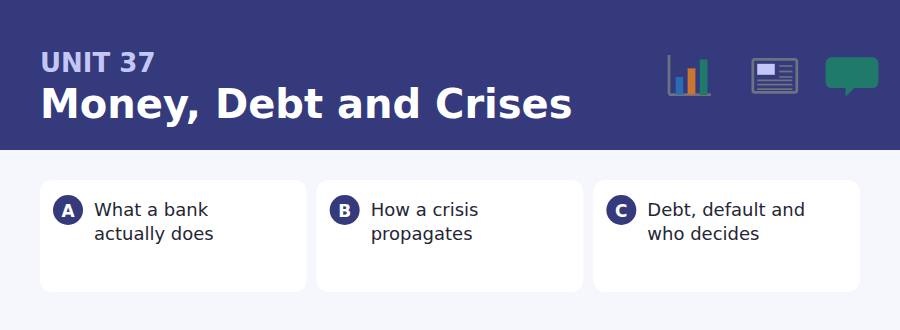 UNIT 37
Money, Debt and Crises
A
What a bank
actually does
B
How a crisis
propagates
C
Debt, default and
who decides